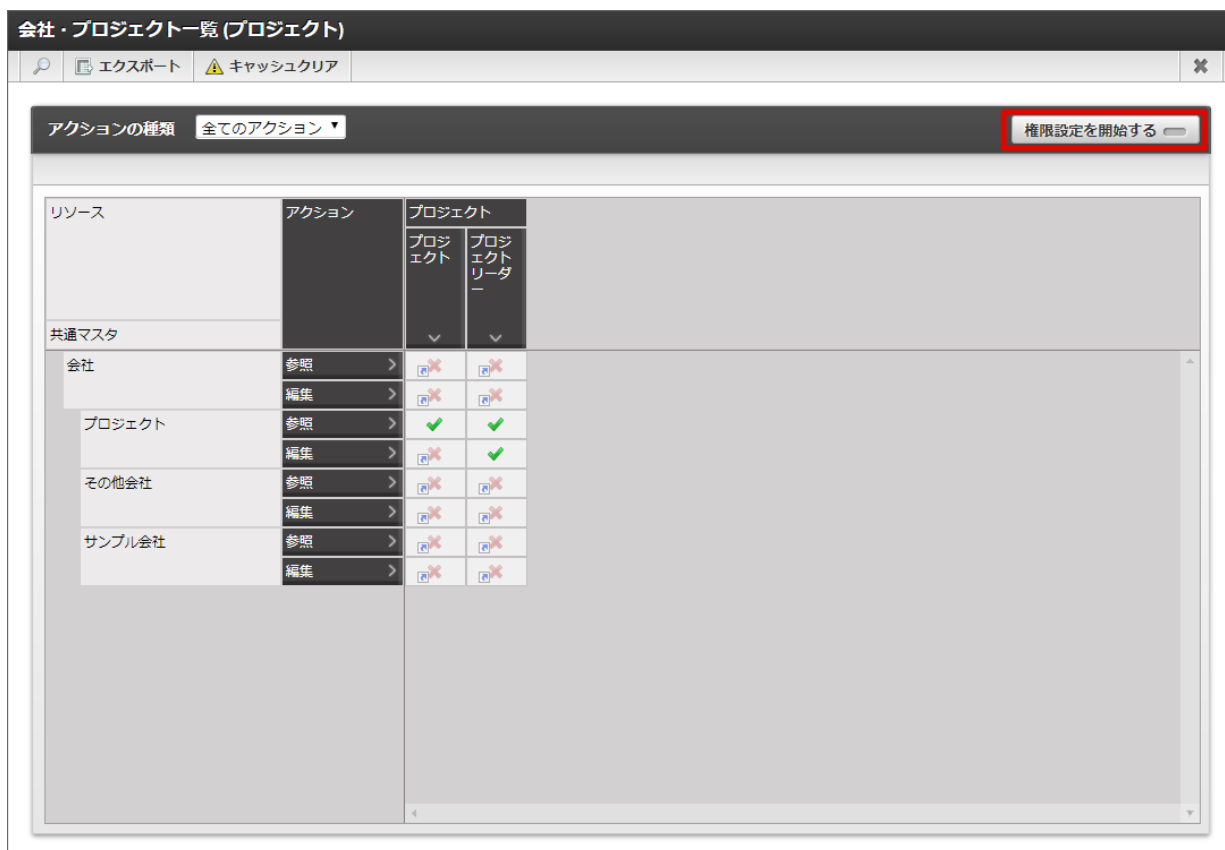 会社・プロジェクト一覧 (プロジェクト)
エクスポート
キャッシュクリア
アクションの種類
全てのアクション
権限設定を開始する
リソース
アクション
プロジェクト
プロジ
ェクト
プロジ
ェクト
リーダ
ー
共通マスタ
会社
参照
編集
プロジェクト
参照
編集
その他会社
参照
編集
サンプル会社
参照
編集